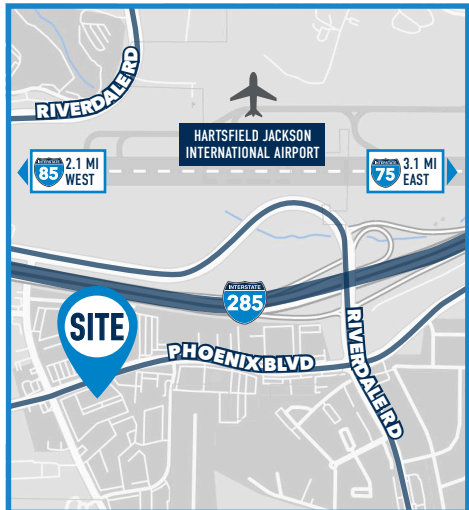 RIVERDALE RD
HARTSFIELD JACKSON
INTERNATIONAL AIRPORT
INTERSTATE
85
2.1 MI
WEST
INTERSTATE
75
3.1 MI
EAST
INTERSTATE
285
SITE
PHOENIX BLVD
RIVERDALE RD